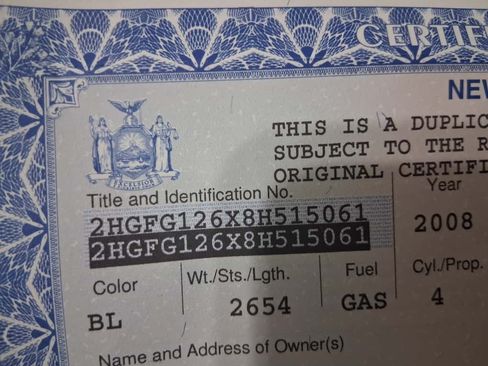 CERTIF
NEW
THIS IS A DUPLIC
SUBJECT TO THE R
ORIGINAL CERTIFI
EXCELSIOR
Title and Identification No.
Year
2HGFG126X8H515061
2008
2HGFG126X8H515061
Color
Wt./Sts./Lgth.
Fuel
Cyl./Prop.
BL
2654
GAS
4
Name and Address of Owner(s)